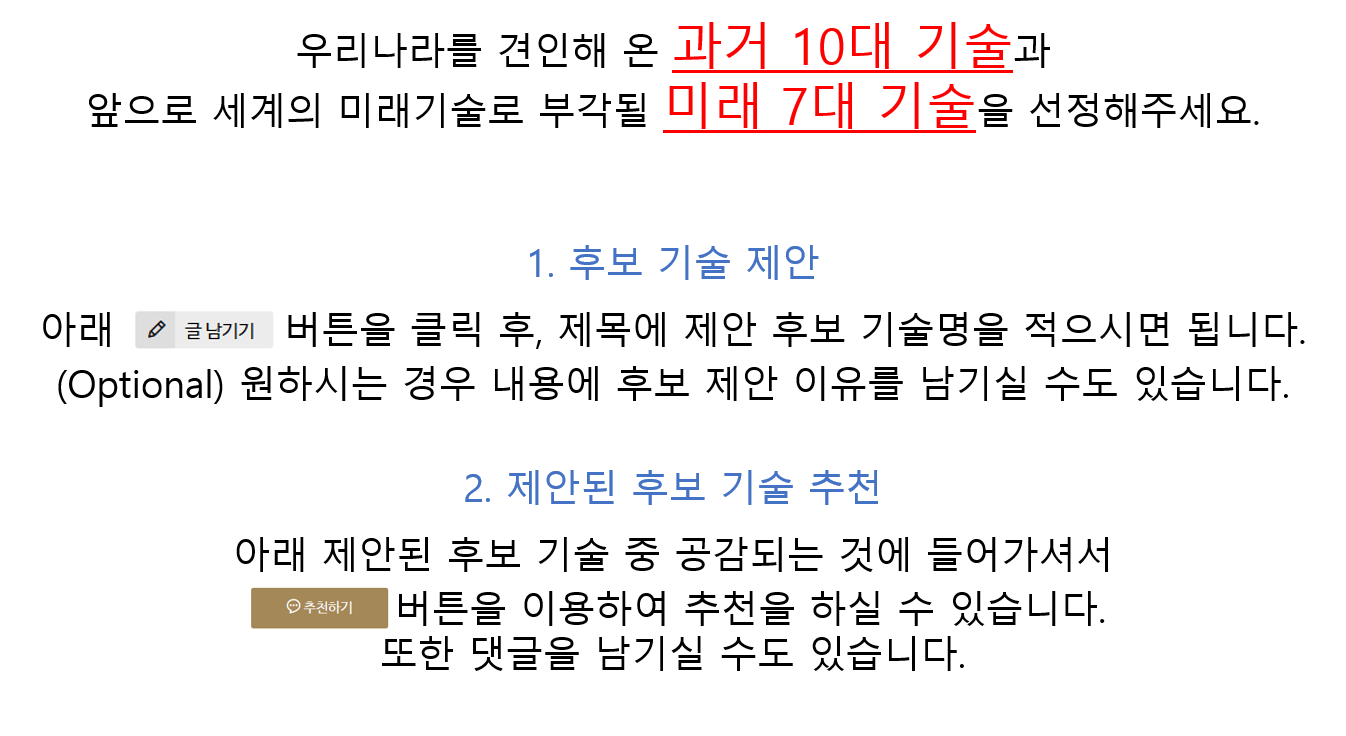 우리나라를 견인해 온 과거 10대 기술과
앞으로 세계의 미래기술로 부각될 미래 7대 기술을 선정해주세요.
1. 후보 기술 제안
아래 글 남기기 버튼을 클릭 후, 제목에 제안 후보 기술명을 적으시면 됩니다.
(Optional) 원하시는 경우 내용에 후보 제안 이유를 남기실 수도 있습니다.
2. 제안된 후보 기술 추천
아래 제안된 후보 기술 중 공감되는 것에 들어가셔서
추천하기 버튼을 이용하여 추천을 하실 수 있습니다.
또한 댓글을 남기실 수도 있습니다.